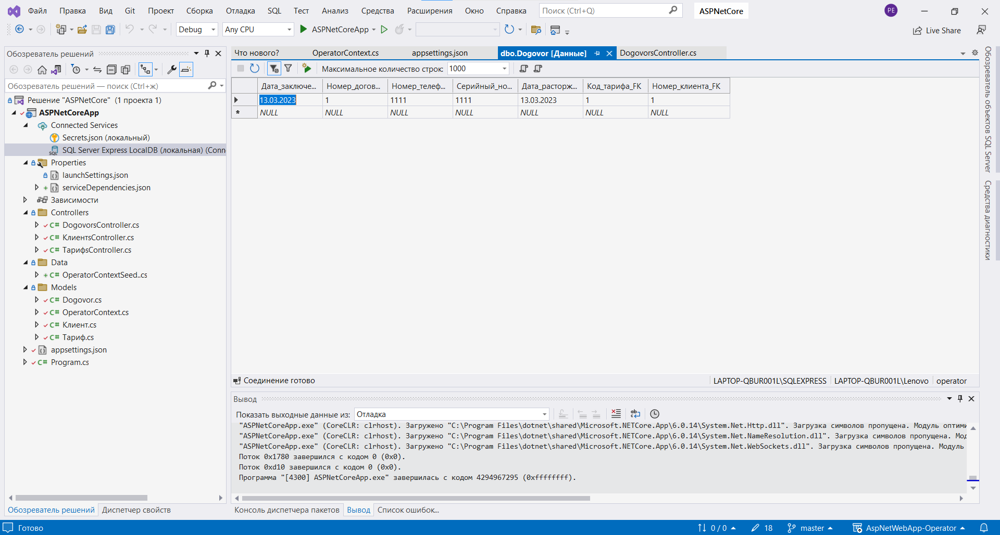 Файл Правка Вид Git Проект Сборка Отладка SQL Тест Анализ Средства Расширения Окно Справка Поиск (Ctrl+Q) ASPNetCore PE
Debug Any CPU ASPNetCoreApp Live Share
Обозреватель решений
Обозреватель решений — поиск (Ctrl+ж)
Решение "ASPNetCore" (1 проекта 1)
ASPNetCoreApp
Connected Services
Secrets.json (локальный)
SQL Server Express LocalDB (локальная) (Conn
Properties
launchSettings.json
serviceDependencies.json
Зависимости
Controllers
DogovorsController.cs
КлиентsController.cs
ТарифsController.cs
Data
OperatorContextSeed..cs
Models
Dogovor.cs
OperatorContext.cs
Клиент.cs
Тариф.cs
appsettings.json
Program.cs
Обозреватель решений Диспетчер свойств
Что нового? OperatorContext.cs appsettings.json dbo.Dogovor [Данные] DogovorsController.cs
Максимальное количество строк: 1000
Дата_заключе... Номер_догов... Номер_телеф... Серийный_но... Дата_расторж... Код_тарифа_FK Номер_клиента_FK
13.03.2023 1 1111 1111 13.03.2023 1 1
* NULL NULL NULL NULL NULL NULL NULL
Соединение готово LAPTOP-QBUR001L\SQLEXPRESS LAPTOP-QBUR001L\Lenovo operator
Вывод
Показать выходные данные из: Отладка
"ASPNetCoreApp.exe" (CoreCLR: clrhost). Загружено "C:\Program Files\dotnet\shared\Microsoft.NETCore.App\6.0.14\System.Net.Http.dll". Загрузка символов пропущена. Модуль оптими
"ASPNetCoreApp.exe" (CoreCLR: clrhost). Загружено "C:\Program Files\dotnet\shared\Microsoft.NETCore.App\6.0.14\System.Net.NameResolution.dll". Загрузка символов пропущена. Мод
"ASPNetCoreApp.exe" (CoreCLR: clrhost). Загружено "C:\Program Files\dotnet\shared\Microsoft.NETCore.App\6.0.14\System.Net.WebSockets.dll". Загрузка символов пропущена. Модуль
Поток 0x1780 завершился с кодом 0 (0x0).
Поток 0xd10 завершился с кодом 0 (0x0).
Программа "[4300] ASPNetCoreApp.exe" завершилась с кодом 4294967295 (0xffffffff).
Консоль диспетчера пакетов Вывод Список ошибок...
Обозреватель объектов SQL Server
Средства диагностики
Готово 0 / 0 18 master AspNetWebApp-Operator